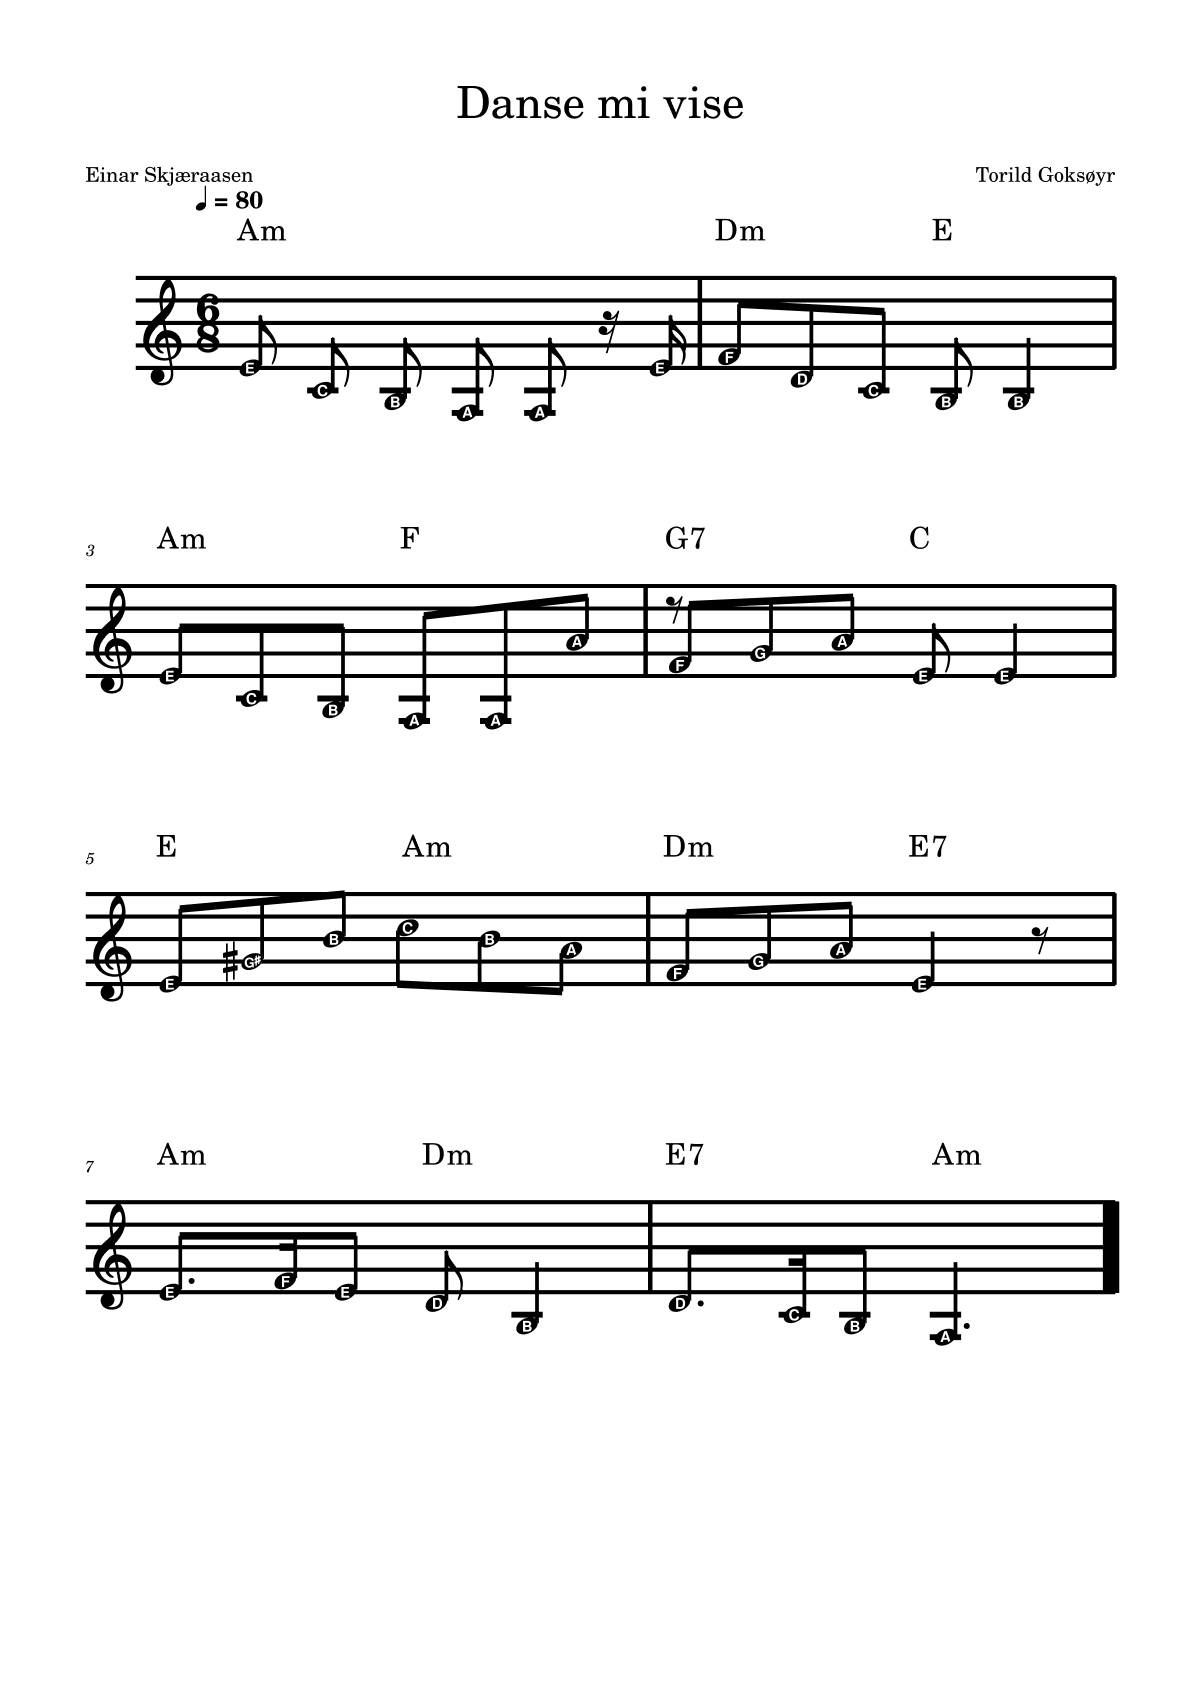 Danse mi vise
Einar Skjæraasen Torild Goksøyr
= 80
Am Dm E
6
8
E C B A A E F D C B B
3 Am F G7 C
E C B A A A F G A E E
5 E Am Dm E7
E G# B C B A F G A E
7 Am Dm E7 Am
E F E D B D C B A